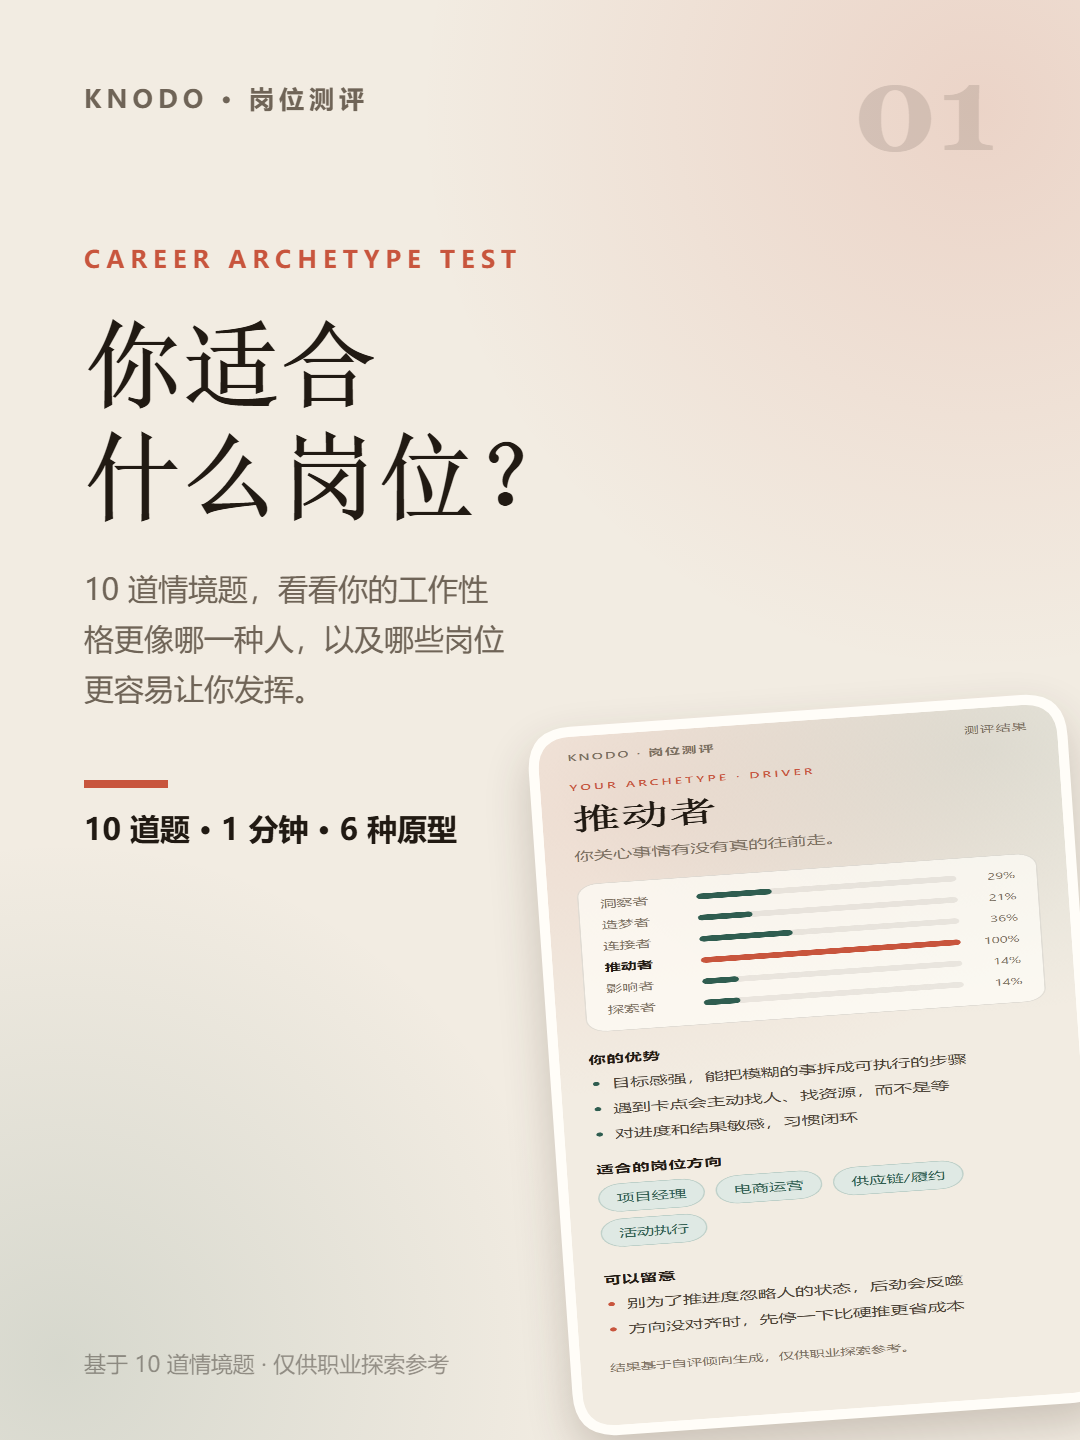 KNODO · 岗位测评
01
CAREER ARCHETYPE TEST
你适合
什么岗位？
10 道情境题，看看你的工作性
格更像哪一种人，以及哪些岗位
更容易让你发挥。
10 道题 · 1 分钟 · 6 种原型
KNODO · 岗位测评
测评结果
YOUR ARCHETYPE · DRIVER
推动者
你关心事情有没有真的往前走。
洞察者 29%
造梦者 21%
连接者 36%
推动者 100%
影响者 14%
探索者 14%
你的优势
• 目标感强，能把模糊的事拆成可执行的步骤
• 遇到卡点会主动找人、找资源，而不是等
• 对进度和结果敏感，习惯闭环
适合的岗位方向
项目经理 电商运营 供应链/履约
活动执行
可以留意
• 别为了推进度忽略人的状态，后劲会反噬
• 方向没对齐时，先停一下比硬推更省成本
结果基于自评倾向生成，仅供职业探索参考。
基于 10 道情境题 · 仅供职业探索参考